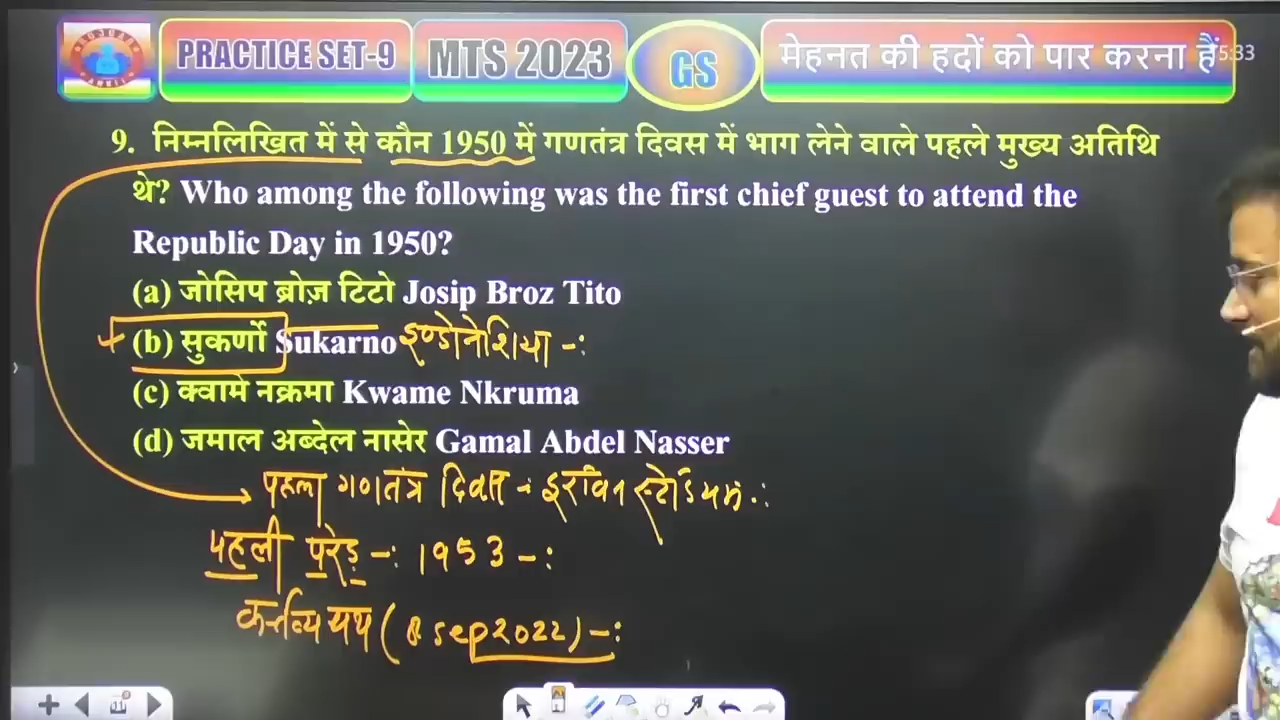 PRACTICE SET-9 MTS 2023 GS मेहनत की हदों को पार करना हैं
9. निम्नलिखित में से कौन 1950 में गणतंत्र दिवस में भाग लेने वाले पहले मुख्य अतिथि
थे? Who among the following was the first chief guest to attend the
Republic Day in 1950?
(a) जोसिप ब्रोज़ टिटो Josip Broz Tito
(b) सुकर्णो Sukarno इण्डोनेशिया -:
(c) क्वामे नक्रमा Kwame Nkruma
(d) जमाल अब्देल नासेर Gamal Abdel Nasser
पहला गणतंत्र दिवस - इरविन स्टेडियम
पहली परेड -: 1953 -:
कर्त्तव्य पथ (8 sep 2022) -: